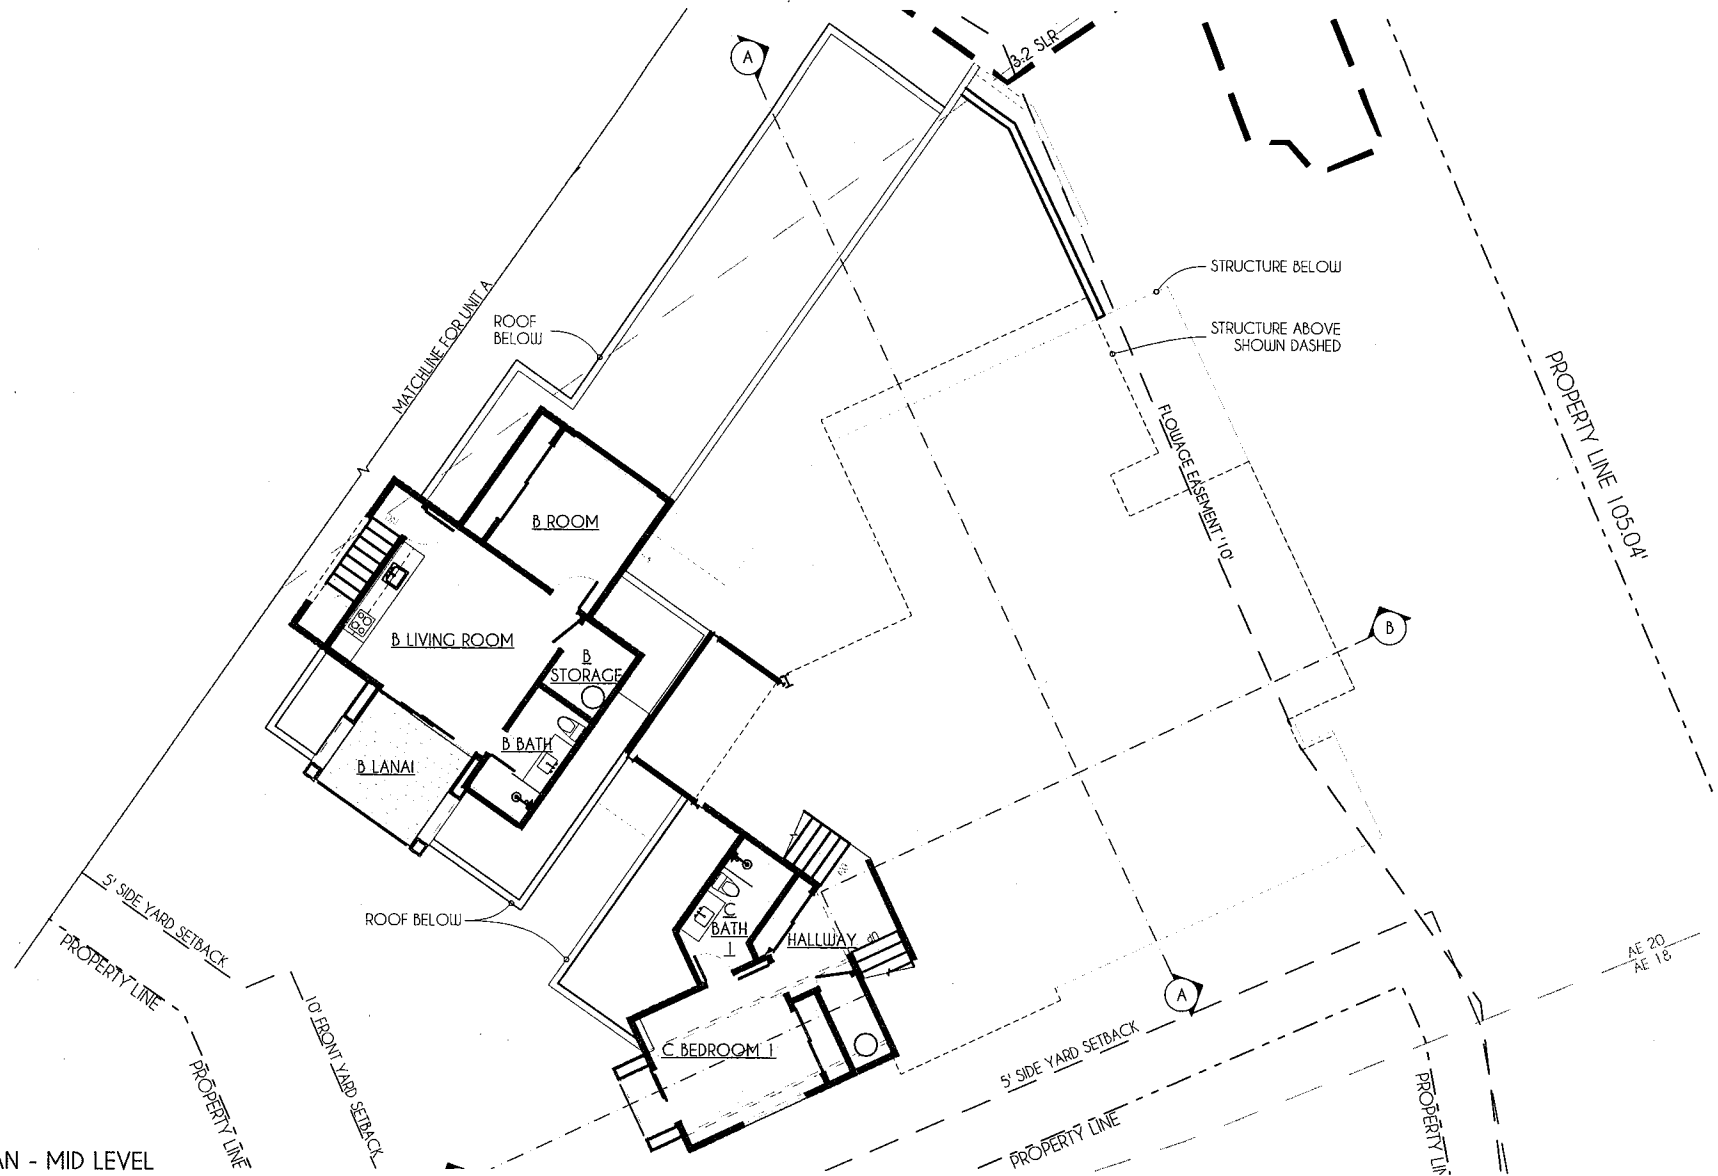 A
3.2 SLR
STRUCTURE BELOW
STRUCTURE ABOVE
SHOWN DASHED
ROOF
BELOW
MATCHLINE FOR UNIT A
PROPERTY LINE 105.04'
FLOWAGE EASEMENT '10'
B ROOM
B LIVING ROOM
B
STORAGE
B
B BATH
B LANAI
5' SIDE YARD SETBACK
ROOF BELOW
C
BATH
1
HALLWAY
up
PROPERTY LINE
AE 20
AE 18
A
10' FRONT YARD SETBACK
C BEDROOM 1
5' SIDE YARD SETBACK
PROPERTY LINE
PROPERTY LINE
PROPERTY LIN
AN - MID LEVEL